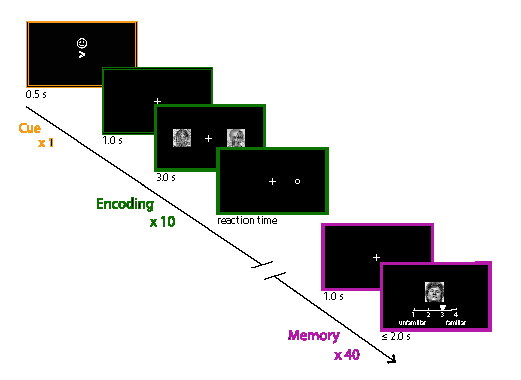 0.5 s
Cue
x 1
1.0 s
3.0 s
Encoding
x 10
reaction time
1.0 s
1 2 3 4
unfamiliar familiar
≤ 2.0 s
Memory
x 40